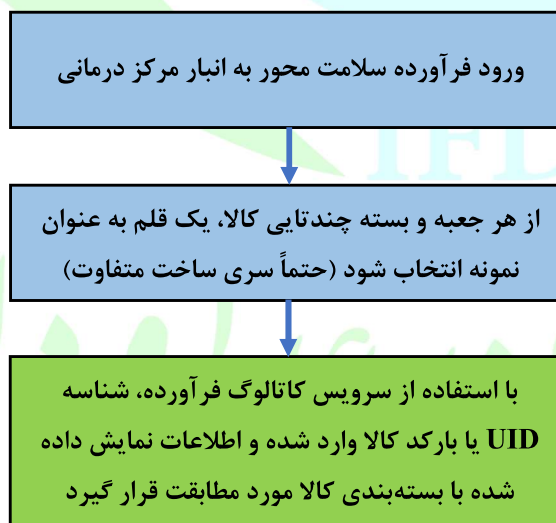 ورود فرآورده سلامت محور به انبار مرکز درمانی
از هر جعبه و بسته چندتایی کالا، یک قلم به عنوان
نمونه انتخاب شود (حتماً سری ساخت متفاوت)
با استفاده از سرویس کاتالوگ فرآورده، شناسه
UID یا بارکد کالا وارد شده و اطلاعات نمایش داده
شده با بسته‌بندی کالا مورد مطابقت قرار گیرد